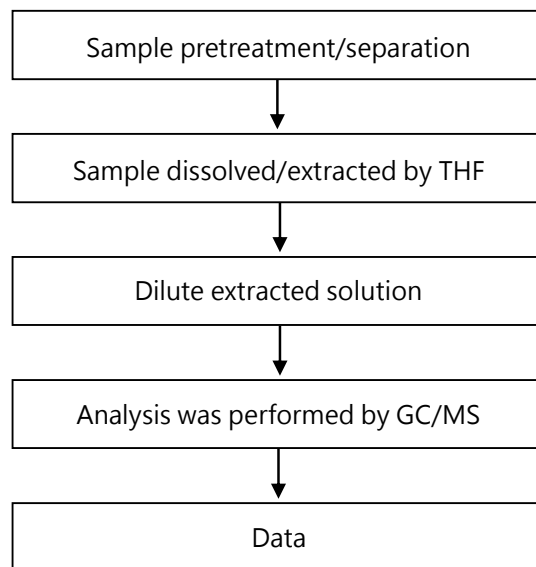 Sample pretreatment/separation
Sample dissolved/extracted by THF
Dilute extracted solution
Analysis was performed by GC/MS
Data